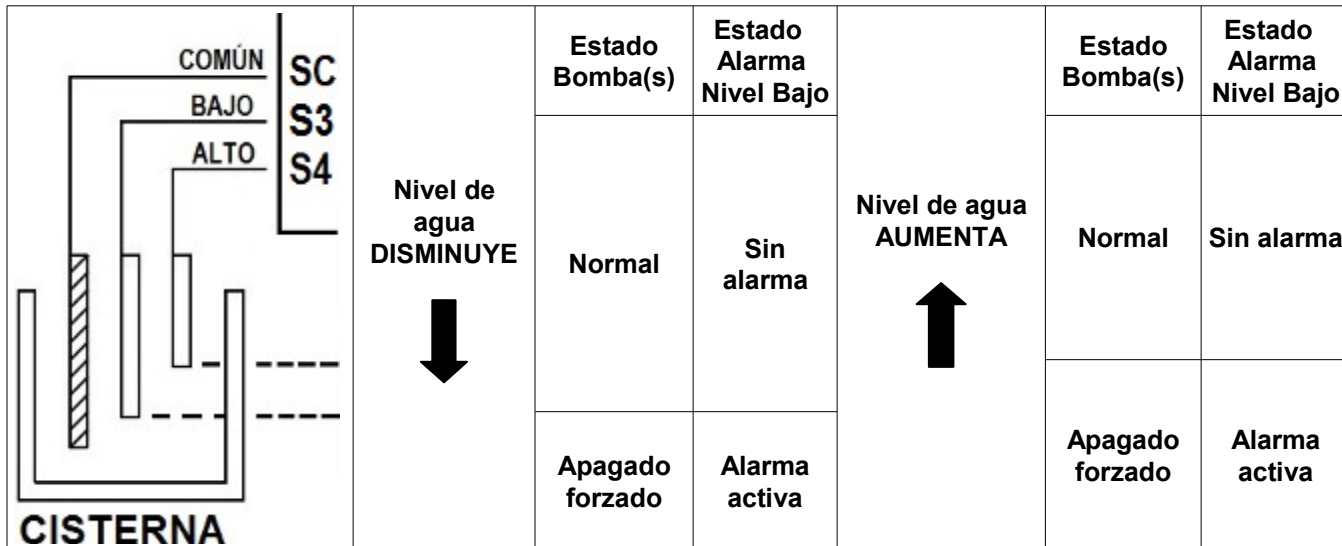 COMÚN SC
BAJO S3
ALTO S4
CISTERNA
Nivel de
agua
DISMINUYE
Estado
Bomba(s)
Normal
Apagado
forzado
Estado
Alarma
Nivel Bajo
Sin
alarma
Alarma
activa
Nivel de agua
AUMENTA
Estado
Bomba(s)
Normal
Apagado
forzado
Estado
Alarma
Nivel Bajo
Sin alarma
Alarma
activa